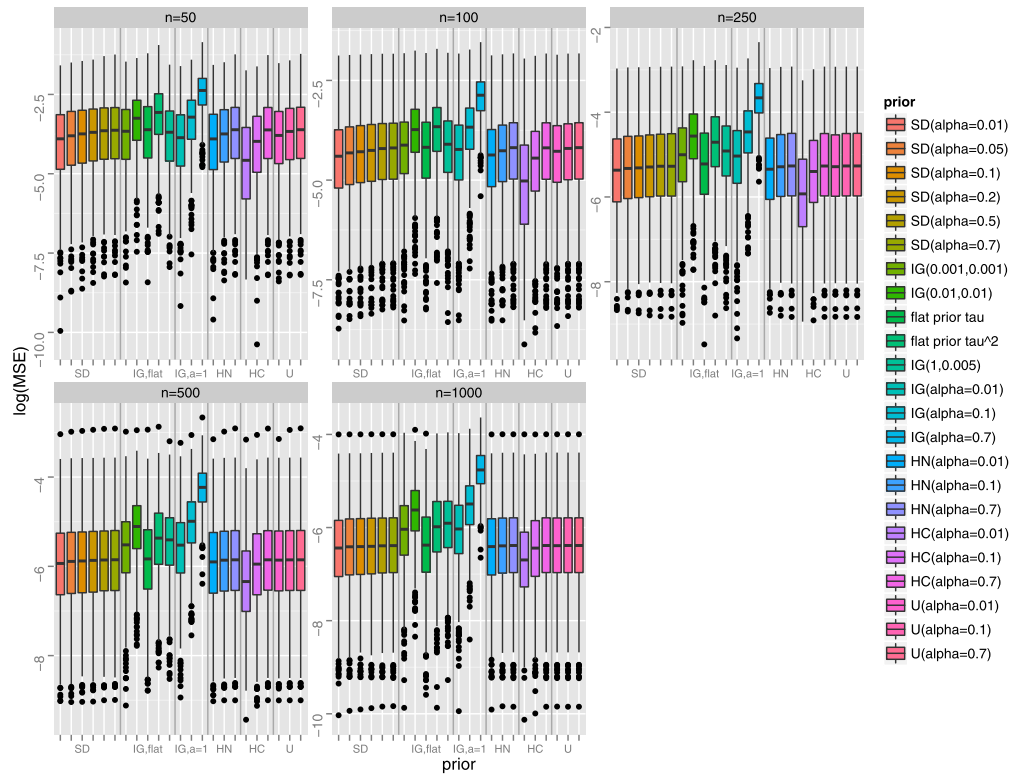 n=50
n=100
n=250
-2.5
-5.0
-7.5
-10.0
-2.5
-5.0
-7.5
-2
-4
-6
-8
SD IG,flat IG,a=1 HN HC U
SD IG,flat IG,a=1 HN HC U
SD IG,flat IG,a=1 HN HC U
log(MSE)
n=500
n=1000
-4
-6
-8
-4
-6
-8
-10
SD IG,flat IG,a=1 HN HC U
SD IG,flat IG,a=1 HN HC U
prior
prior
SD(alpha=0.01)
SD(alpha=0.05)
SD(alpha=0.1)
SD(alpha=0.2)
SD(alpha=0.5)
SD(alpha=0.7)
IG(0.001,0.001)
IG(0.01,0.01)
flat prior tau
flat prior tau^2
IG(1,0.005)
IG(alpha=0.01)
IG(alpha=0.1)
IG(alpha=0.7)
HN(alpha=0.01)
HN(alpha=0.1)
HN(alpha=0.7)
HC(alpha=0.01)
HC(alpha=0.1)
HC(alpha=0.7)
U(alpha=0.01)
U(alpha=0.1)
U(alpha=0.7)